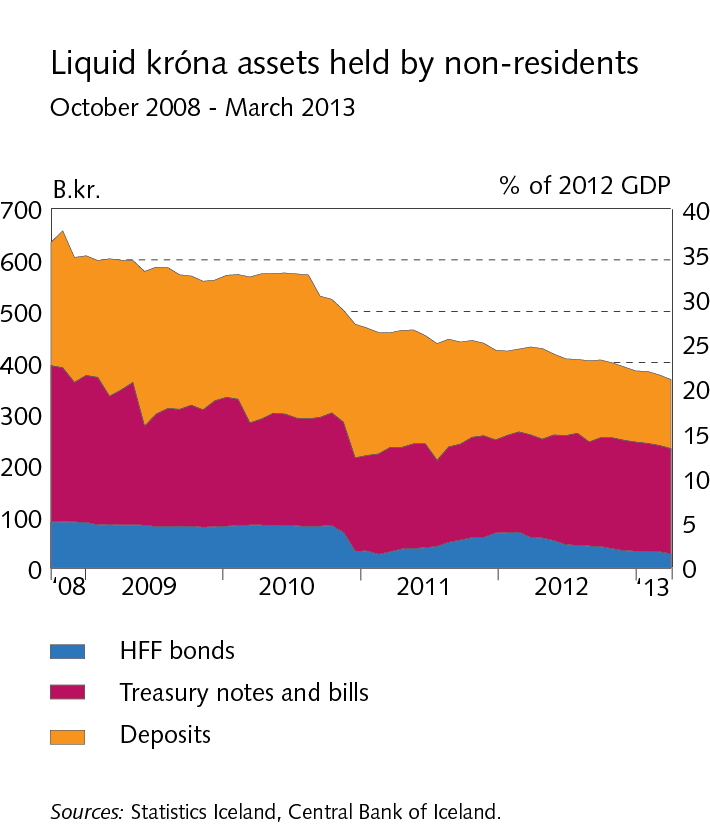 Liquid króna assets held by non-residents
October 2008 - March 2013
B.kr.
% of 2012 GDP
700
600
500
400
300
200
100
0
40
35
30
25
20
15
10
5
0
'08 2009 2010 2011 2012 '13
HFF bonds
Treasury notes and bills
Deposits
Sources: Statistics Iceland, Central Bank of Iceland.